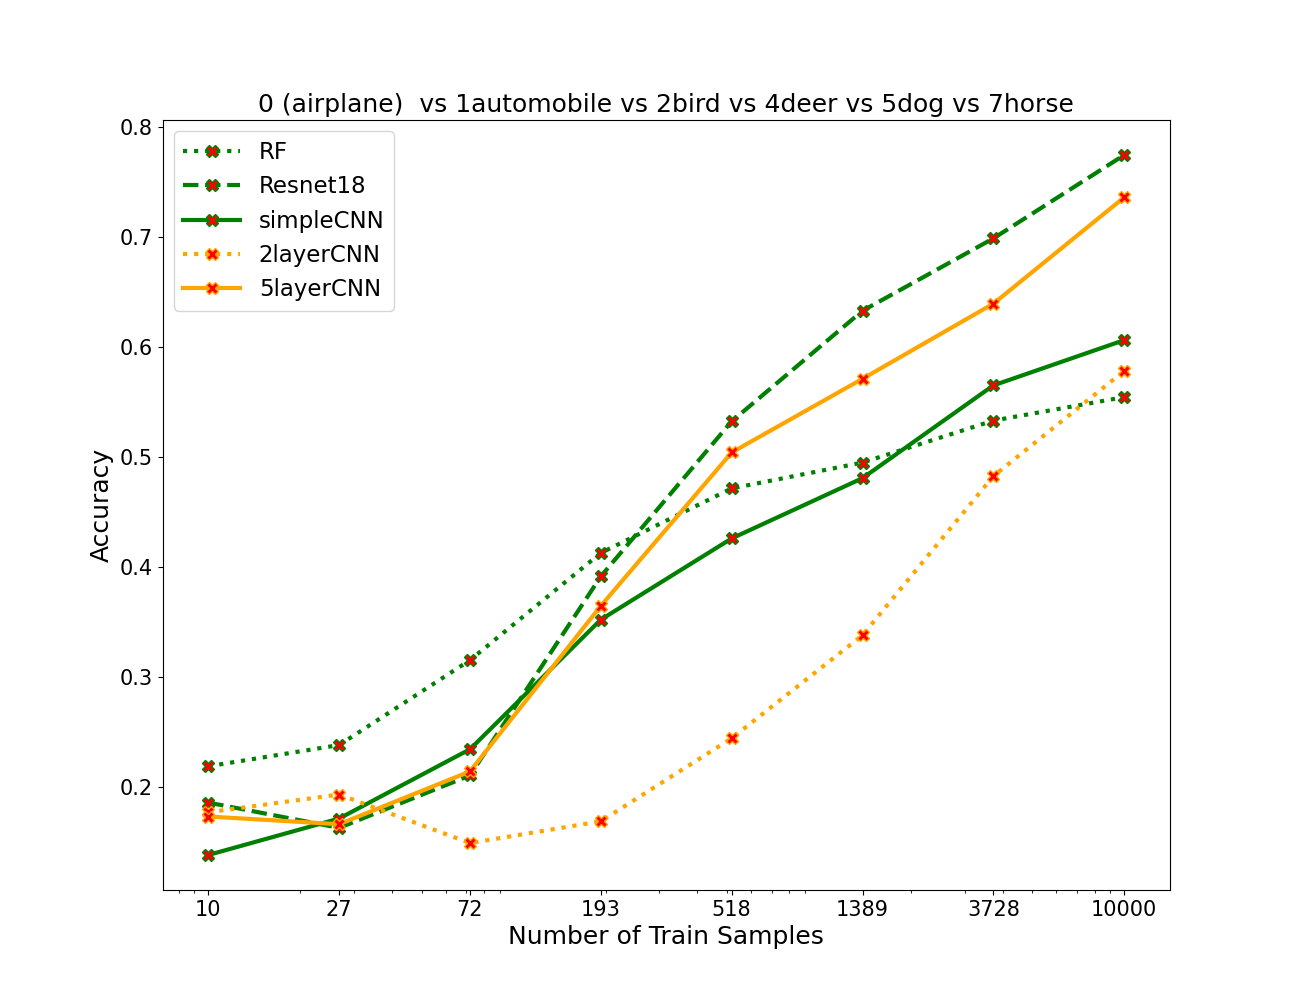 0 (airplane)  vs 1automobile vs 2bird vs 4deer vs 5dog vs 7horse
RF
Resnet18
simpleCNN
2layerCNN
5layerCNN
0.8
0.7
0.6
0.5
0.4
0.3
0.2
Accuracy
10 27 72 193 518 1389 3728 10000
Number of Train Samples